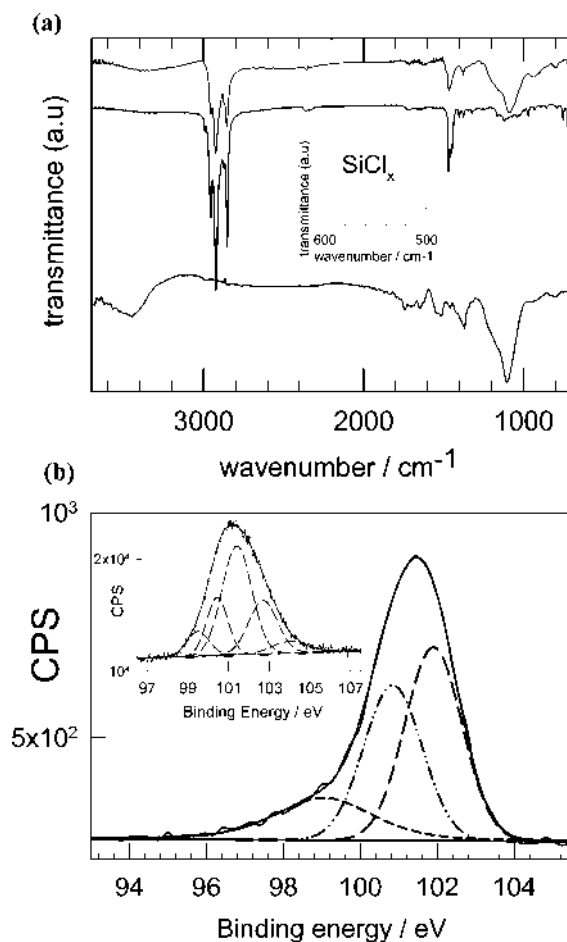 (a)
transmittance (a.u)
transmittance (a.u)
SiCl_x
600 500
wavenumber / cm-1
3000 2000 1000
wavenumber / cm-1
(b)
10^3
CPS
5x10^2
2x10^4
CPS
10^4
97 99 101 103 105 107
Binding Energy / eV
94 96 98 100 102 104
Binding energy / eV